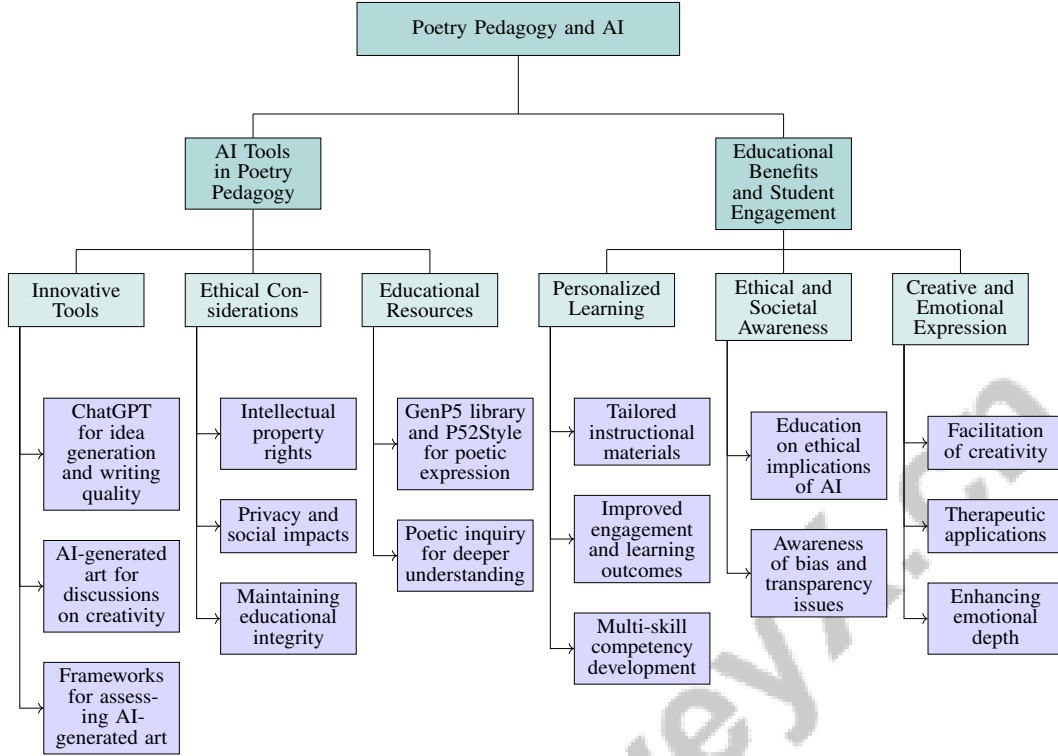 Poetry Pedagogy and AI
AI Tools
in Poetry
Pedagogy
Educational
Benefits
and Student
Engagement
Innovative
Tools
Ethical Con-
siderations
Educational
Resources
Personalized
Learning
Ethical and
Societal
Awareness
Creative and
Emotional
Expression
ChatGPT
for idea
generation
and writing
quality
AI-generated
art for
discussions
on creativity
Frameworks
for assess-
ing AI-
generated art
Intellectual
property
rights
Privacy and
social impacts
Maintaining
educational
integrity
GenP5 library
and P52Style
for poetic
expression
Poetic inquiry
for deeper
understanding
Tailored
instructional
materials
Improved
engagement
and learning
outcomes
Multi-skill
competency
development
Education
on ethical
implications
of AI
Awareness
of bias and
transparency
issues
Facilitation
of creativity
Therapeutic
applications
Enhancing
emotional
depth